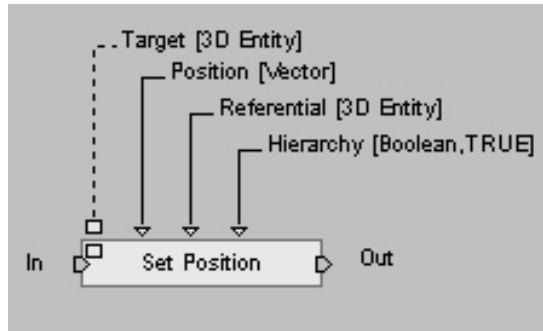 Target [3D Entity]
Position [Vector]
Referential [3D Entity]
Hierarchy [Boolean,TRUE]
In Set Position Out